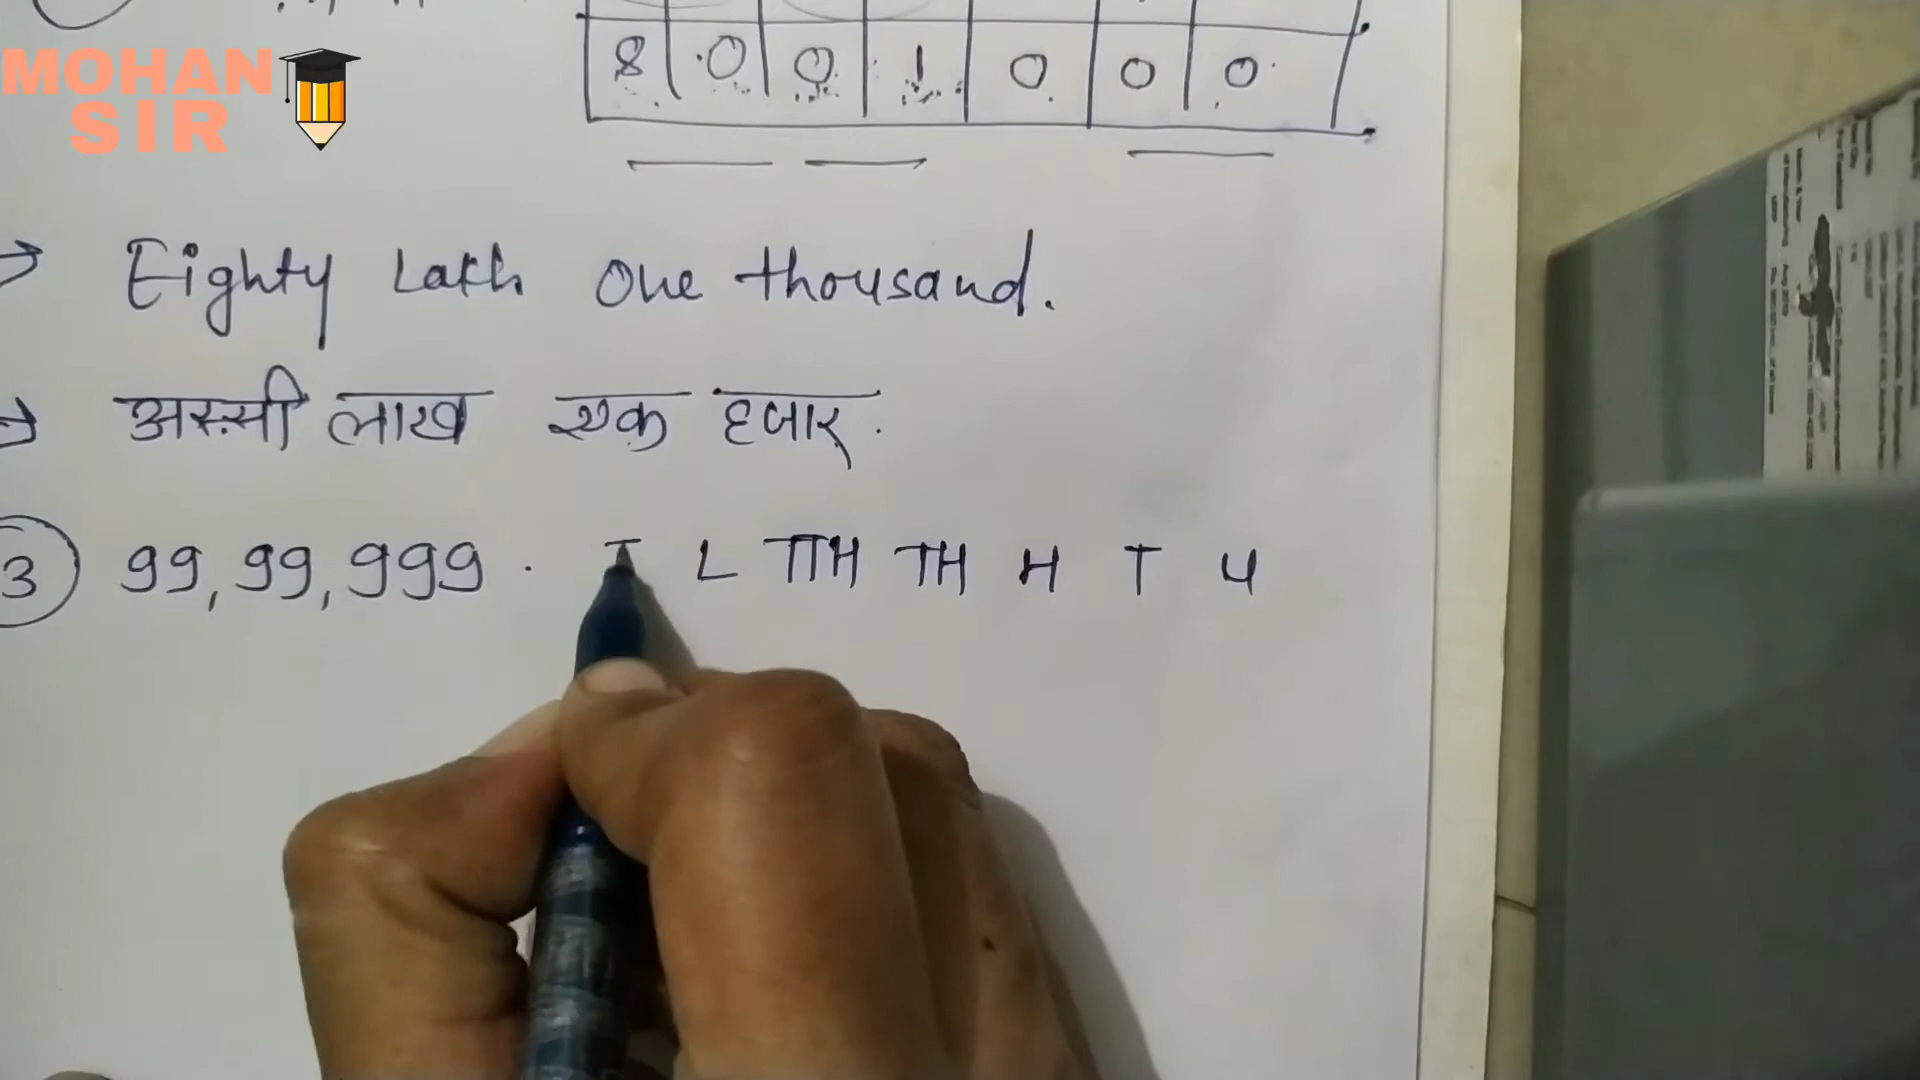 MOHAN
SIR
8 0 0 1 0 0 0
→ Eighty Lakh One thousand.
→ अस्सी लाख एक हजार.
3 99,99,999. T L TTH TH H T U